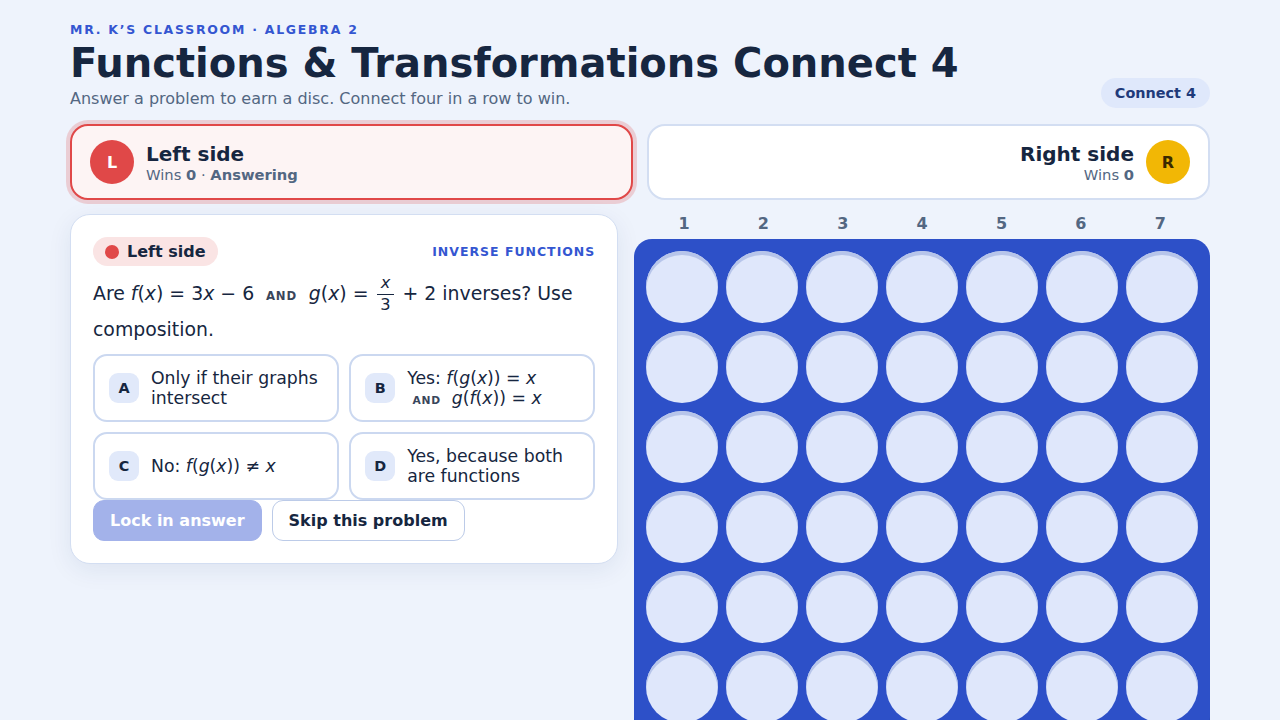 MR. K’S CLASSROOM · ALGEBRA 2
Functions & Transformations Connect 4
Answer a problem to earn a disc. Connect four in a row to win.
Connect 4
L
Left side
Wins 0 · Answering
Right side
Wins 0
R
Left side
INVERSE FUNCTIONS
Are f(x) = 3x − 6 AND g(x) = x/3 + 2 inverses? Use
composition.
A
Only if their graphs
intersect
B
Yes: f(g(x)) = x
AND g(f(x)) = x
C
No: f(g(x)) ≠ x
D
Yes, because both
are functions
Lock in answer
Skip this problem
1 2 3 4 5 6 7